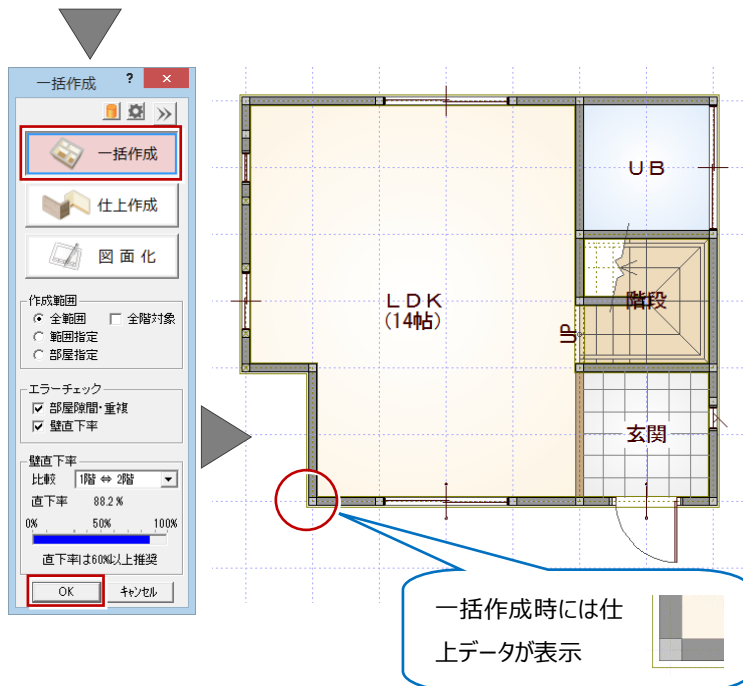 一括作成 ? ×
一括作成
仕上作成
図面化
作成範囲
全範囲 全階対象
範囲指定
部屋指定
エラーチェック
部屋隙間・重複
壁直下率
壁直下率
比較 1階 ⇔ 2階
直下率 88.2 %
0% 50% 100%
直下率は60%以上推奨
OK キャンセル
UB
LDK
(14帖)
階段
UP
玄関
一括作成時には仕
上データが表示